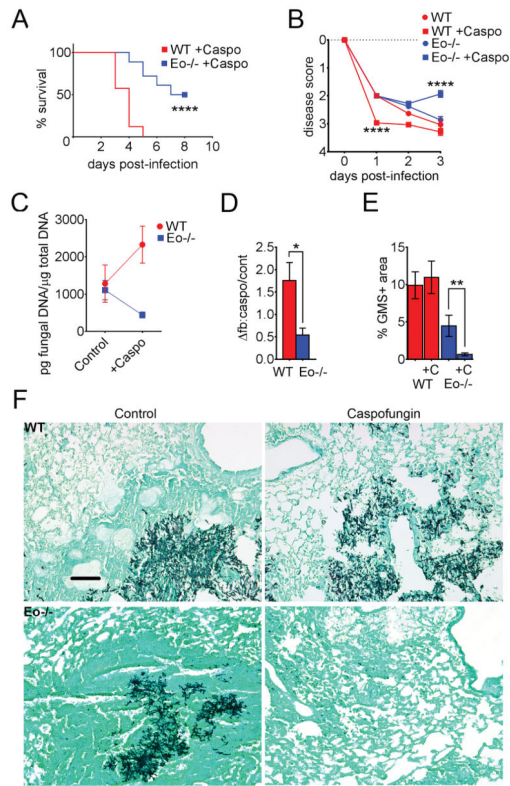 A
WT +Caspo
Eo-/- +Caspo
% survival
100
50
****
0 2 4 6 8 10
days post-infection
B
WT
WT +Caspo
Eo-/-
Eo-/- +Caspo
disease score
0
1
2
3
4
****
****
0 1 2 3
days post-infection
C
WT
Eo-/-
pg fungal DNA/µg total DNA
3000
2000
1000
0
Control
+Caspo
D
Δfb:caspo/cont
2.5
2.0
1.5
1.0
0.5
0.0
*
WT Eo-/-
E
% GMS+ area
15
10
5
0
**
+C +C
WT Eo-/-
F
Control Caspofungin
WT
Eo-/-